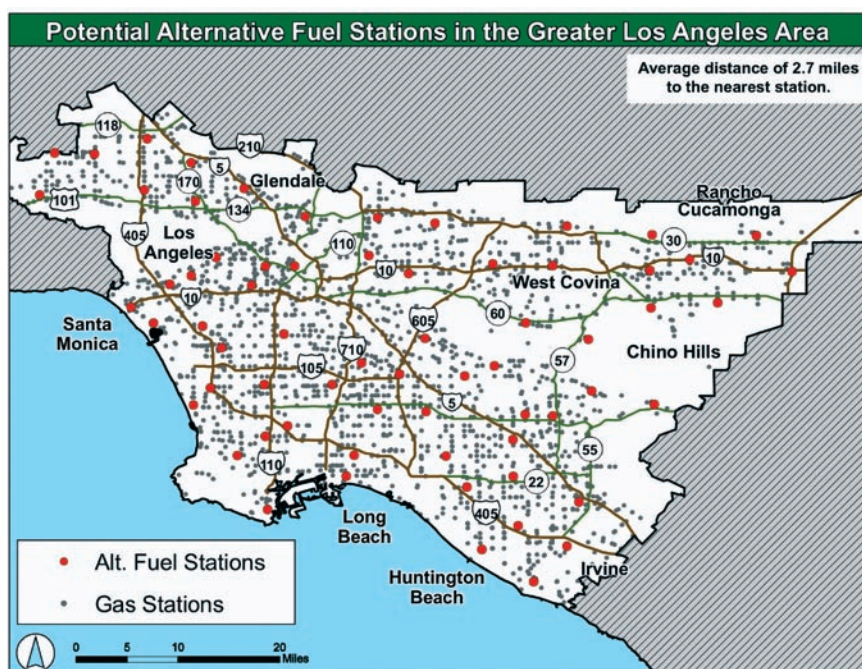 Potential Alternative Fuel Stations in the Greater Los Angeles Area
Average distance of 2.7 miles
to the nearest station.
118
210
5
170
Glendale
Rancho
Cucamonga
101
134
405
Los
Angeles
110
30
10
10
West Covina
10
60
605
Santa
Monica
710
57
Chino Hills
105
5
55
110
22
405
Long
Beach
Irvine
Huntington
Beach
Alt. Fuel Stations
Gas Stations
0 5 10 20
Miles